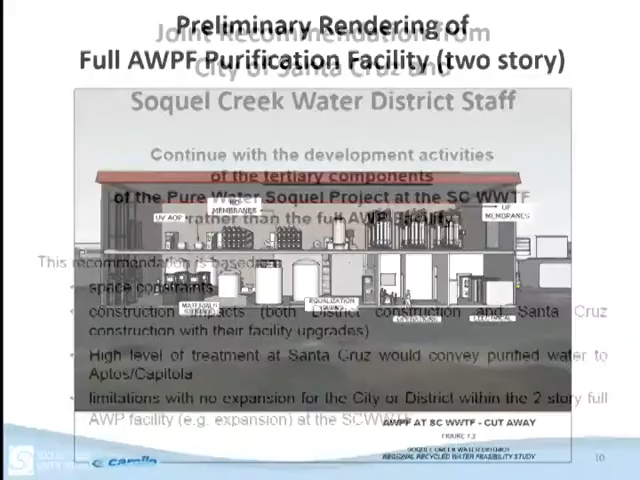 Preliminary Rendering of
Full AWPF Purification Facility (two story)
Joint Recommendation from
City of Santa Cruz and
Soquel Creek Water District Staff
Continue with the development activities
of the tertiary components
of the Pure Water Soquel Project at the SC WWTF
rather than the full AWP
This recommendation is based
space constraints
construction impacts (both District construction and Santa Cruz
construction with their facility upgrades)
High level of treatment at Santa Cruz would convey purified water to
Aptos/Capitola
limitations with no expansion for the City or District within the 2 story full
AWP facility (e.g. expansion) at the SCWWTF
UV AOP
MEMBRANES
UF
MEMBRANES
EQUALIZATION
ELECTRICAL
AWPF AT SC WWTF - CUT AWAY
FIGURE 7.3
SOQUEL CREEK WATER DISTRICT
REGIONAL RECYCLED WATER FEASIBILITY STUDY
carollo
10